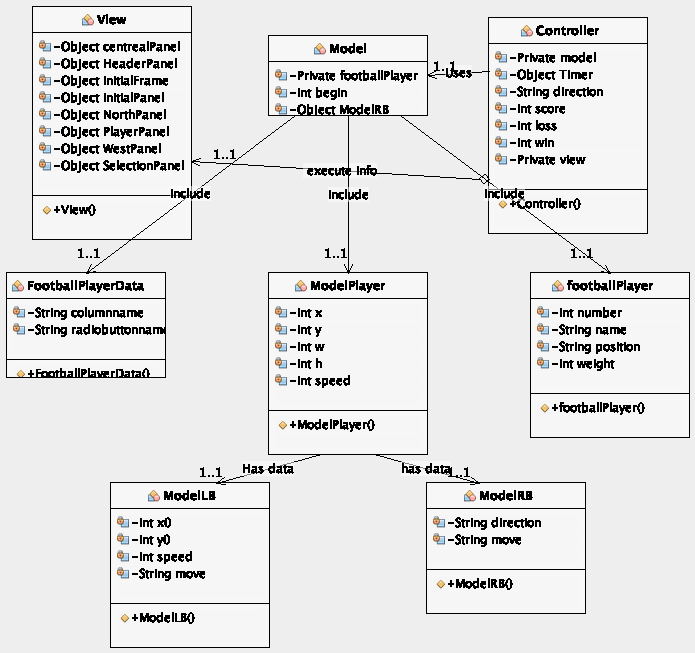 View
-Object centrealPanel
-Object HeaderPanel
-Object InitialFrame
-Object InitialPanel
-Object NorthPanel
-Object PlayerPanel
-Object WestPanel
-Object SelectionPanel
+View()
Model
-Private footballPlayer
-Int begin
-Object ModelRB
Controller
-Private model
-Object Timer
-String direction
-Int score
-Int loss
-Int win
-Private view
+Controller()
1..1
Uses
1..1
execute Info
Include
Include
Include
1..1
1..1
1..1
FootballPlayerData
-String columnname
-String radiobuttonname
+FootballPlayerData()
ModelPlayer
-Int x
-Int y
-Int w
-Int h
-Int speed
+ModelPlayer()
footballPlayer
-Int number
-String name
-String position
-Int weight
+footballPlayer()
1..1
Has data
has data
1..1
ModelLB
-Int x0
-Int y0
-Int speed
-String move
+ModelLB()
ModelRB
-String direction
-String move
+ModelRB()